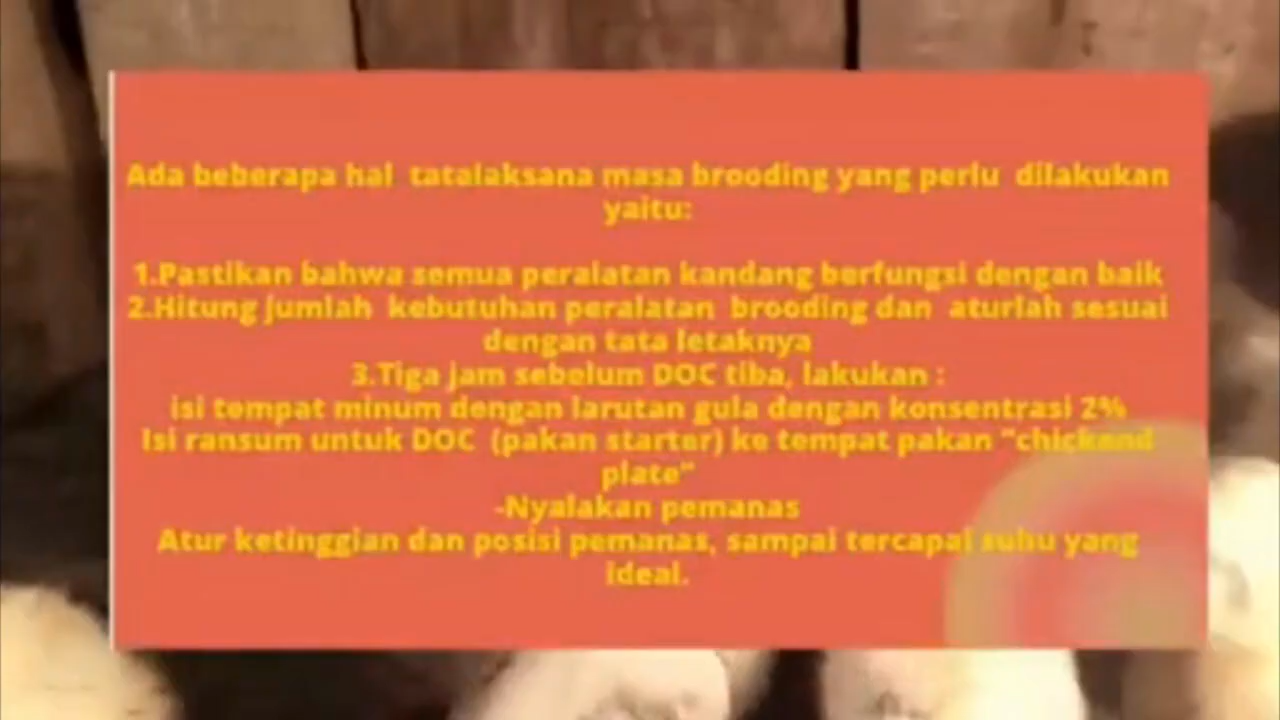 Ada beberapa hal tatalaksana masa brooding yang perlu dilakukan
yaitu:
1.Pastikan bahwa semua peralatan kandang berfungsi dengan baik
2.Hitung jumlah kebutuhan peralatan brooding dan aturlah sesuai
dengan tata letaknya
3.Tiga jam sebelum DOC tiba, lakukan :
isi tempat minum dengan larutan gula dengan konsentrasi 2%
Isi ransum untuk DOC (pakan starter) ke tempat pakan "chickend
plate"
-Nyalakan pemanas
Atur ketinggian dan posisi pemanas, sampai tercapai suhu yang
ideal.